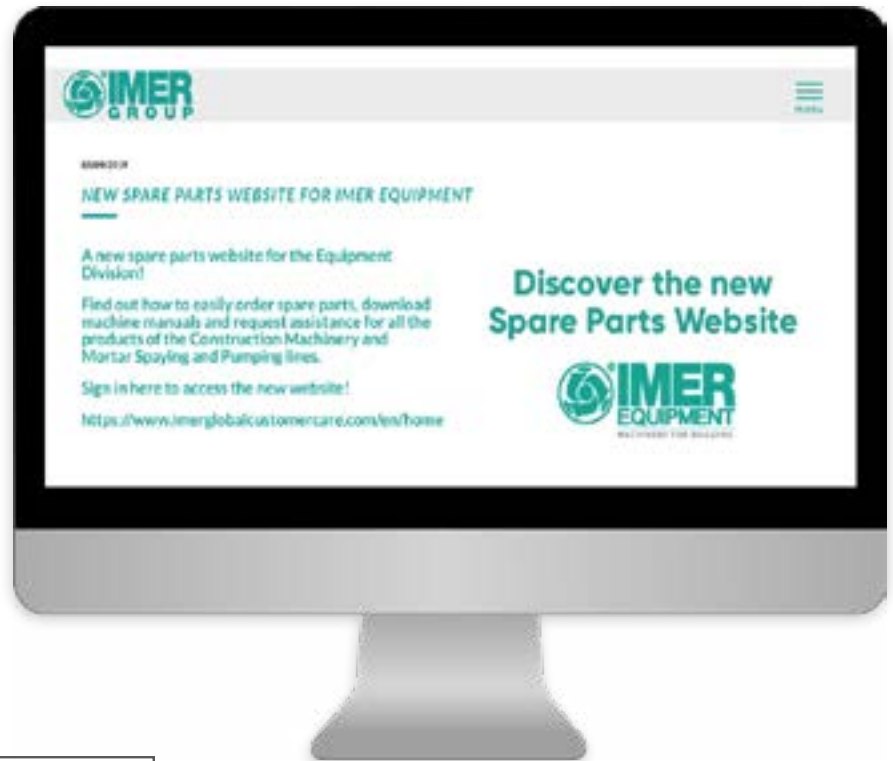 IMER
GROUP
NEW SPARE PARTS WEBSITE FOR IMER EQUIPMENT
A new spare parts website for the Equipment
Division!
Find out how to easily order spare parts, download
machine manuals and request assistance for all the
products of the Construction Machinery and
Mortar Spaying and Pumping lines.
Sign in here to access the new website!
https://www.imerglobalcustomercare.com/en/home
Discover the new
Spare Parts Website
IMER
EQUIPMENT
MACHINERY FOR BUILDING